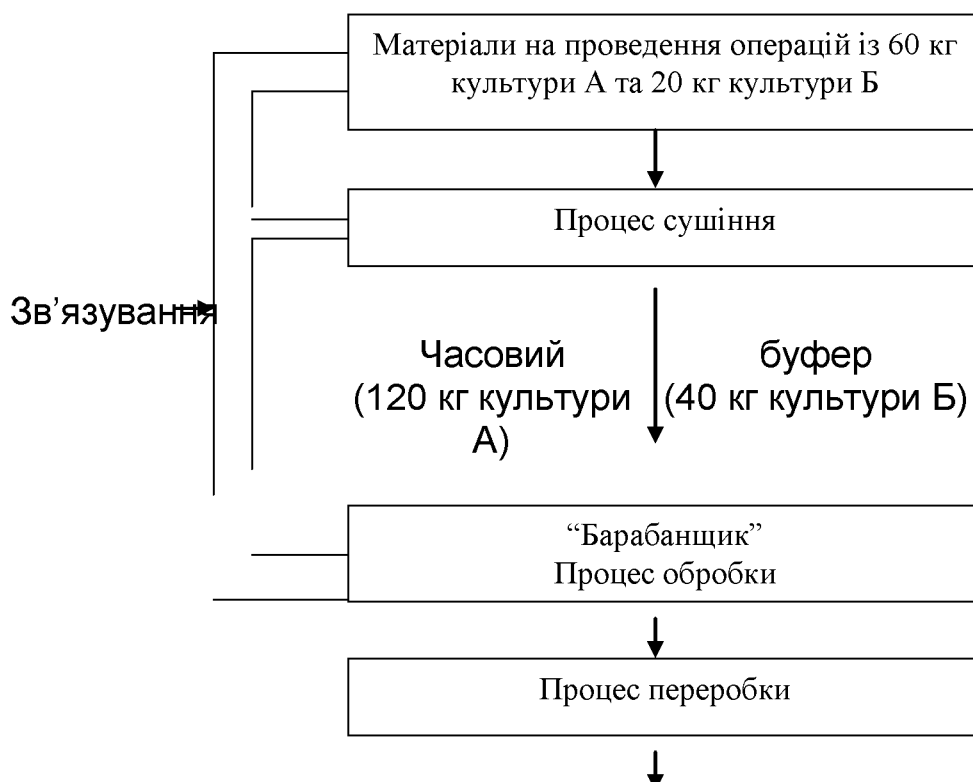 Матеріали на проведення операцій із 60 кг
культури А та 20 кг культури Б
Процес сушіння
Зв’язування
Часовий
(120 кг культури
А)
буфер
(40 кг культури Б)
“Барабанщик”
Процес обробки
Процес переробки